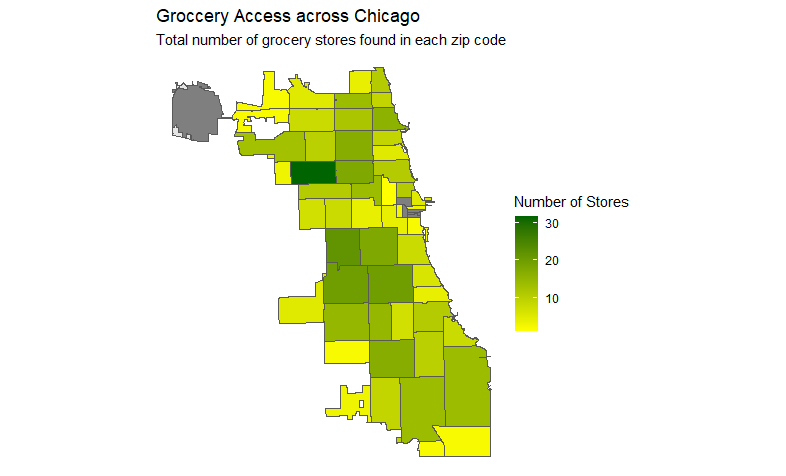 Groccery Access across Chicago
Total number of grocery stores found in each zip code
Number of Stores
30
20
10